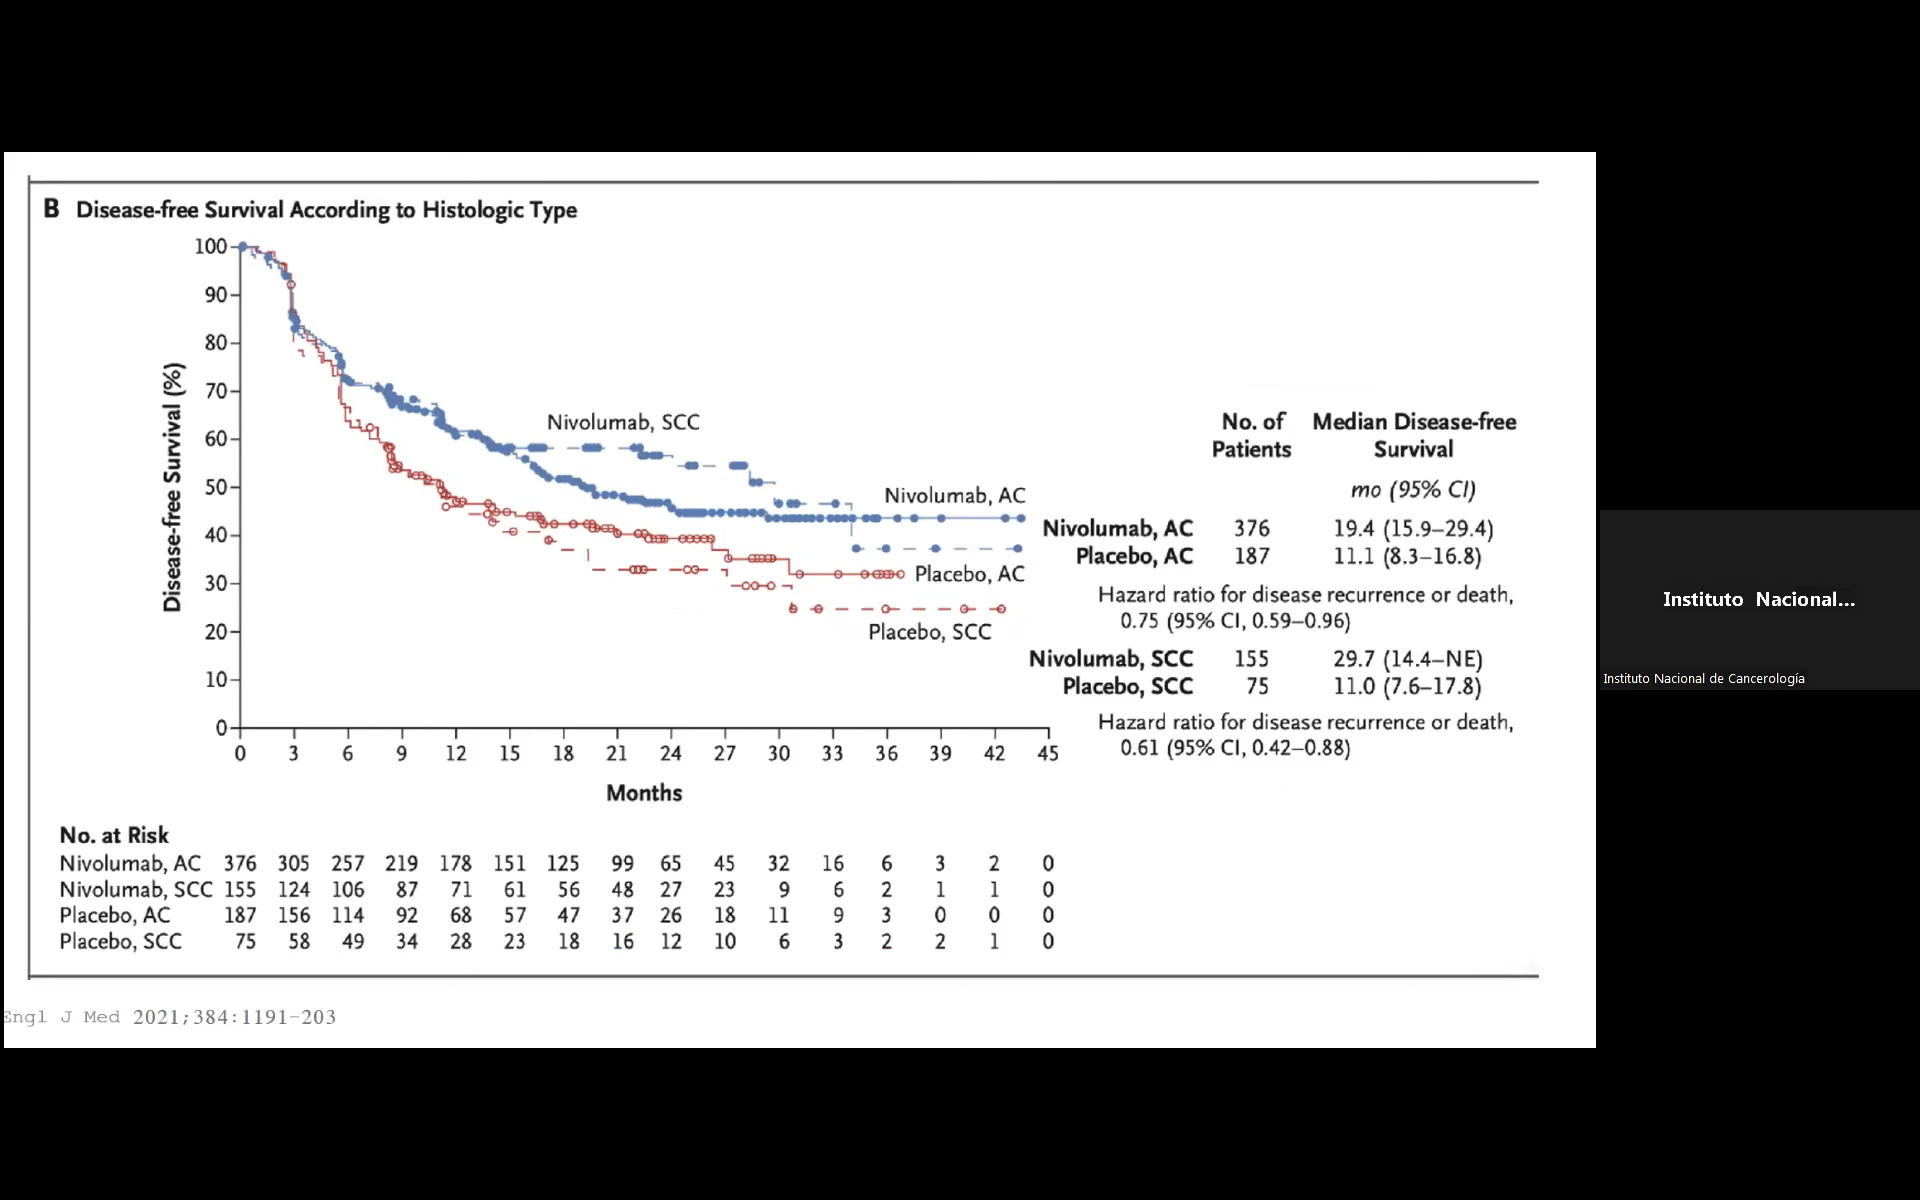 B Disease-free Survival According to Histologic Type
100
90
80
70
60
50
40
30
20
10
0
Disease-free Survival (%)
0 3 6 9 12 15 18 21 24 27 30 33 36 39 42 45
Months
Nivolumab, SCC
Nivolumab, AC
Placebo, AC
Placebo, SCC
No. of Patients
Median Disease-free Survival
mo (95% CI)
Nivolumab, AC 376 19.4 (15.9–29.4)
Placebo, AC 187 11.1 (8.3–16.8)
Hazard ratio for disease recurrence or death,
0.75 (95% CI, 0.59–0.96)
Nivolumab, SCC 155 29.7 (14.4–NE)
Placebo, SCC 75 11.0 (7.6–17.8)
Hazard ratio for disease recurrence or death,
0.61 (95% CI, 0.42–0.88)
No. at Risk
Nivolumab, AC 376 305 257 219 178 151 125 99 65 45 32 16 6 3 2 0
Nivolumab, SCC 155 124 106 87 71 61 56 48 27 23 9 6 2 1 1 0
Placebo, AC 187 156 114 92 68 57 47 37 26 18 11 9 3 0 0 0
Placebo, SCC 75 58 49 34 28 23 18 16 12 10 6 3 2 2 1 0
Engl J Med 2021;384:1191-203
Instituto Nacional...
Instituto Nacional de Cancerología